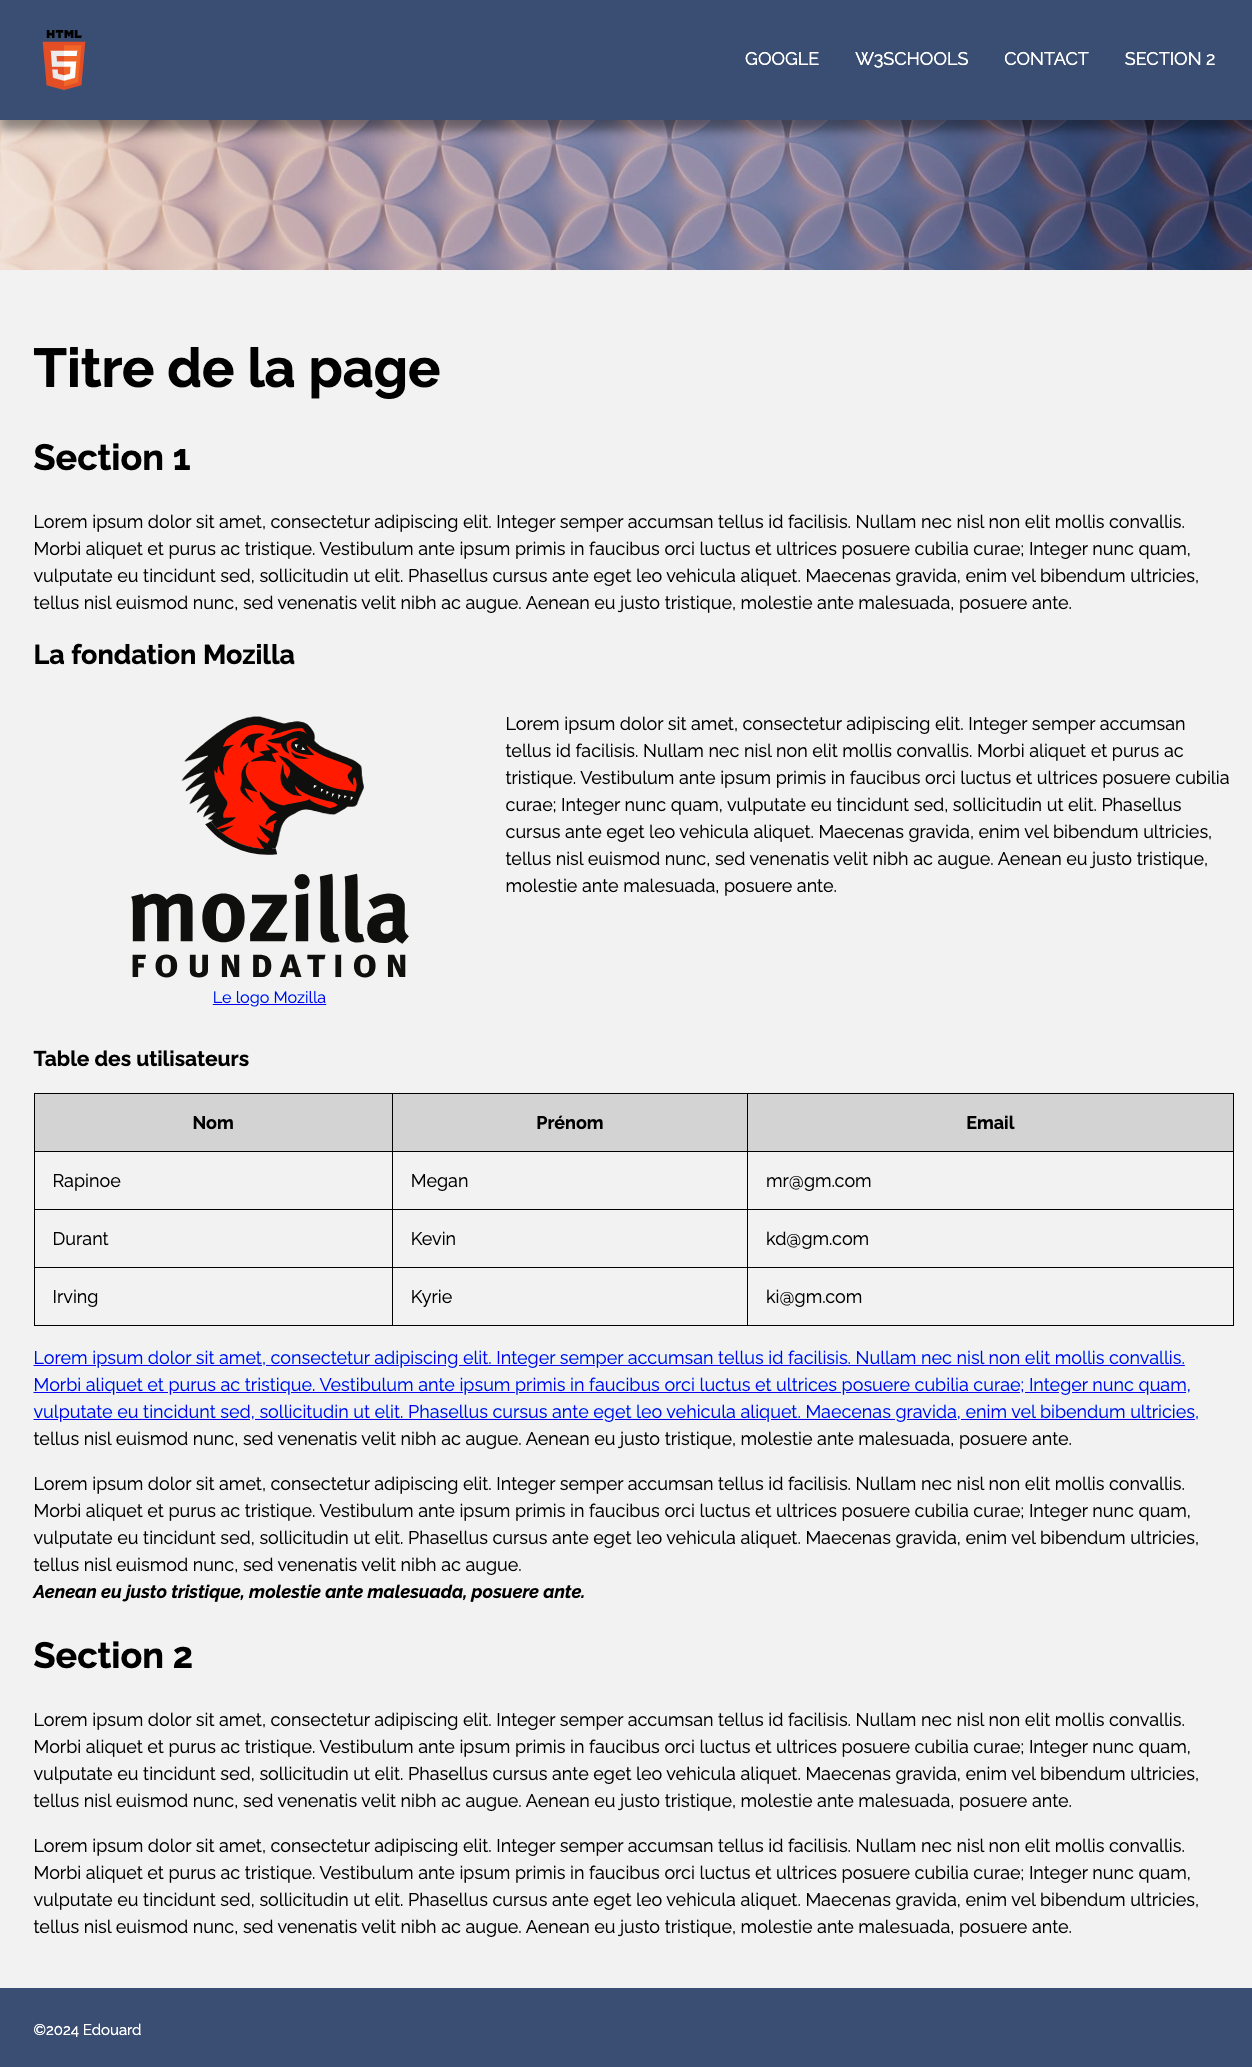 HTML
5
GOOGLE W3SCHOOLS CONTACT SECTION 2
Titre de la page
Section 1
Lorem ipsum dolor sit amet, consectetur adipiscing elit. Integer semper accumsan tellus id facilisis. Nullam nec nisl non elit mollis convallis.
Morbi aliquet et purus ac tristique. Vestibulum ante ipsum primis in faucibus orci luctus et ultrices posuere cubilia curae; Integer nunc quam,
vulputate eu tincidunt sed, sollicitudin ut elit. Phasellus cursus ante eget leo vehicula aliquet. Maecenas gravida, enim vel bibendum ultricies,
tellus nisl euismod nunc, sed venenatis velit nibh ac augue. Aenean eu justo tristique, molestie ante malesuada, posuere ante.
La fondation Mozilla
mozilla
FOUNDATION
Le logo Mozilla
Lorem ipsum dolor sit amet, consectetur adipiscing elit. Integer semper accumsan
tellus id facilisis. Nullam nec nisl non elit mollis convallis. Morbi aliquet et purus ac
tristique. Vestibulum ante ipsum primis in faucibus orci luctus et ultrices posuere cubilia
curae; Integer nunc quam, vulputate eu tincidunt sed, sollicitudin ut elit. Phasellus
cursus ante eget leo vehicula aliquet. Maecenas gravida, enim vel bibendum ultricies,
tellus nisl euismod nunc, sed venenatis velit nibh ac augue. Aenean eu justo tristique,
molestie ante malesuada, posuere ante.
Table des utilisateurs
Nom Prénom Email
Rapinoe Megan mr@gm.com
Durant Kevin kd@gm.com
Irving Kyrie ki@gm.com
Lorem ipsum dolor sit amet, consectetur adipiscing elit. Integer semper accumsan tellus id facilisis. Nullam nec nisl non elit mollis convallis.
Morbi aliquet et purus ac tristique. Vestibulum ante ipsum primis in faucibus orci luctus et ultrices posuere cubilia curae; Integer nunc quam,
vulputate eu tincidunt sed, sollicitudin ut elit. Phasellus cursus ante eget leo vehicula aliquet. Maecenas gravida, enim vel bibendum ultricies,
tellus nisl euismod nunc, sed venenatis velit nibh ac augue. Aenean eu justo tristique, molestie ante malesuada, posuere ante.
Lorem ipsum dolor sit amet, consectetur adipiscing elit. Integer semper accumsan tellus id facilisis. Nullam nec nisl non elit mollis convallis.
Morbi aliquet et purus ac tristique. Vestibulum ante ipsum primis in faucibus orci luctus et ultrices posuere cubilia curae; Integer nunc quam,
vulputate eu tincidunt sed, sollicitudin ut elit. Phasellus cursus ante eget leo vehicula aliquet. Maecenas gravida, enim vel bibendum ultricies,
tellus nisl euismod nunc, sed venenatis velit nibh ac augue.
Aenean eu justo tristique, molestie ante malesuada, posuere ante.
Section 2
Lorem ipsum dolor sit amet, consectetur adipiscing elit. Integer semper accumsan tellus id facilisis. Nullam nec nisl non elit mollis convallis.
Morbi aliquet et purus ac tristique. Vestibulum ante ipsum primis in faucibus orci luctus et ultrices posuere cubilia curae; Integer nunc quam,
vulputate eu tincidunt sed, sollicitudin ut elit. Phasellus cursus ante eget leo vehicula aliquet. Maecenas gravida, enim vel bibendum ultricies,
tellus nisl euismod nunc, sed venenatis velit nibh ac augue. Aenean eu justo tristique, molestie ante malesuada, posuere ante.
Lorem ipsum dolor sit amet, consectetur adipiscing elit. Integer semper accumsan tellus id facilisis. Nullam nec nisl non elit mollis convallis.
Morbi aliquet et purus ac tristique. Vestibulum ante ipsum primis in faucibus orci luctus et ultrices posuere cubilia curae; Integer nunc quam,
vulputate eu tincidunt sed, sollicitudin ut elit. Phasellus cursus ante eget leo vehicula aliquet. Maecenas gravida, enim vel bibendum ultricies,
tellus nisl euismod nunc, sed venenatis velit nibh ac augue. Aenean eu justo tristique, molestie ante malesuada, posuere ante.
©2024 Edouard